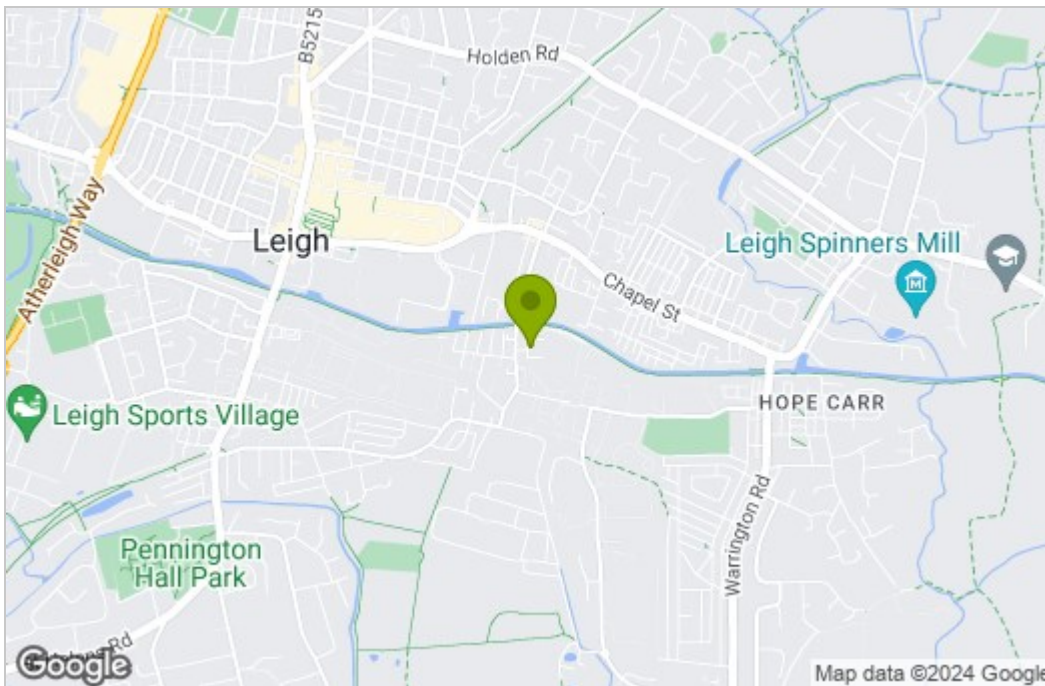 B5215
Holden Rd
Atherleigh Way
Leigh
Leigh Spinners Mill
M
Chapel St
Leigh Sports Village
HOPE CARR
Warrington Rd
Pennington
Hall Park
Rd
Google
Map data ©2024 Google